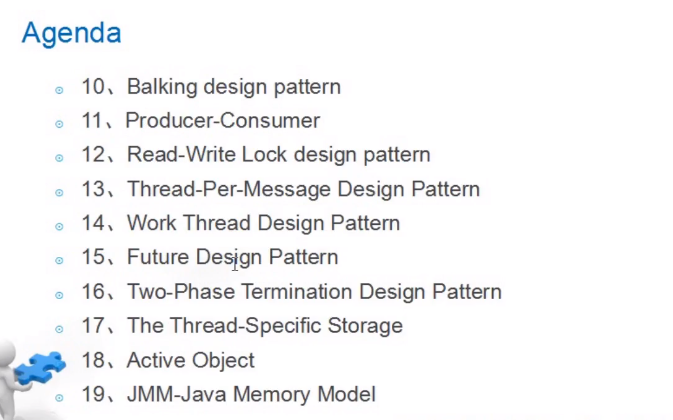 Agenda
10、Balking design pattern
11、Producer-Consumer
12、Read-Write Lock design pattern
13、Thread-Per-Message Design Pattern
14、Work Thread Design Pattern
15、Future Design Pattern
16、Two-Phase Termination Design Pattern
17、The Thread-Specific Storage
18、Active Object
19、JMM-Java Memory Model